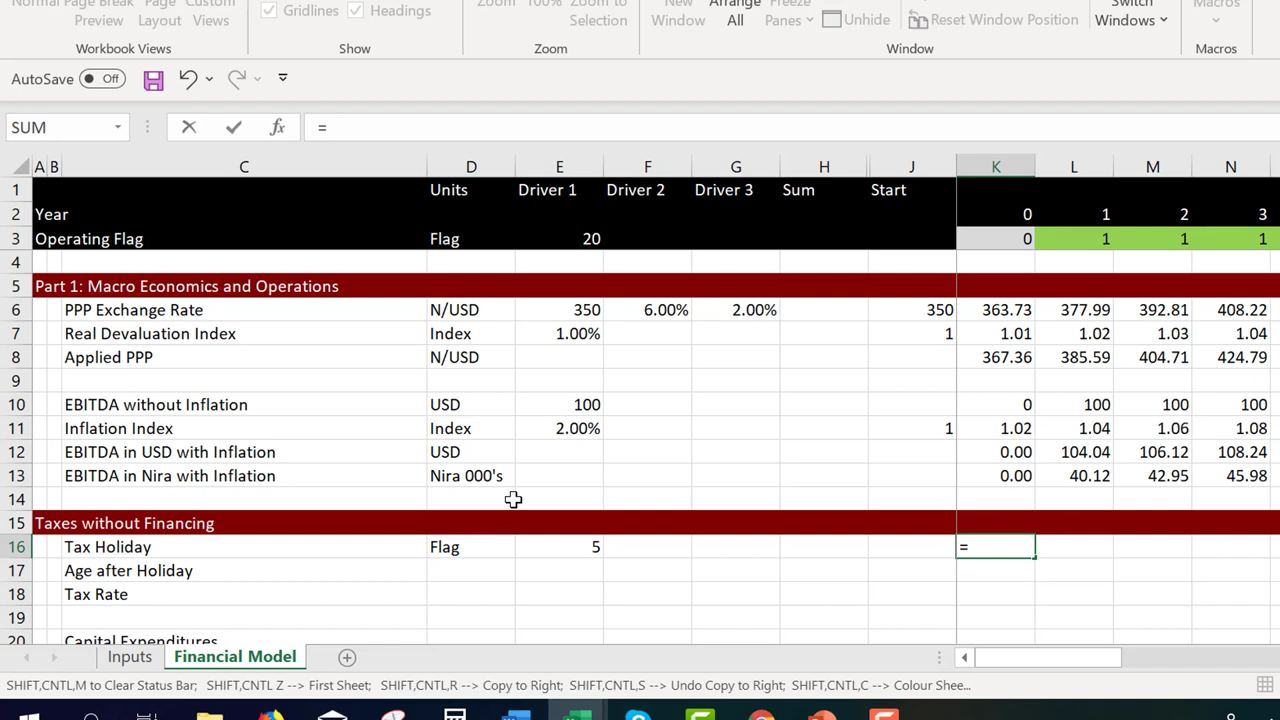 Normal Page Break Page Custom Zoom 100% Zoom to New Arrange Freeze Switch Macros
Preview Layout Views Gridlines Headings Selection Window All Panes Unhide Reset Window Position Windows
Workbook Views Show Zoom Window Macros
AutoSave Off
SUM fx =
A B C D E F G H J K L M N
1 Units Driver 1 Driver 2 Driver 3 Sum Start
2 Year 0 1 2 3
3 Operating Flag Flag 20 0 1 1 1
4
5 Part 1: Macro Economics and Operations
6 PPP Exchange Rate N/USD 350 6.00% 2.00% 350 363.73 377.99 392.81 408.22
7 Real Devaluation Index Index 1.00% 1 1.01 1.02 1.03 1.04
8 Applied PPP N/USD 367.36 385.59 404.71 424.79
9
10 EBITDA without Inflation USD 100 0 100 100 100
11 Inflation Index Index 2.00% 1 1.02 1.04 1.06 1.08
12 EBITDA in USD with Inflation USD 0.00 104.04 106.12 108.24
13 EBITDA in Nira with Inflation Nira 000's 0.00 40.12 42.95 45.98
14
15 Taxes without Financing
16 Tax Holiday Flag 5 =
17 Age after Holiday
18 Tax Rate
19
20 Capital Expenditures
Inputs Financial Model
SHIFT,CNTL,M to Clear Status Bar; SHIFT,CNTL Z --> First Sheet; SHIFT,CNTL,R --> Copy to Right; SHIFT,CNTL,S --> Undo Copy to Right; SHIFT,CNTL,C --> Colour Shee...